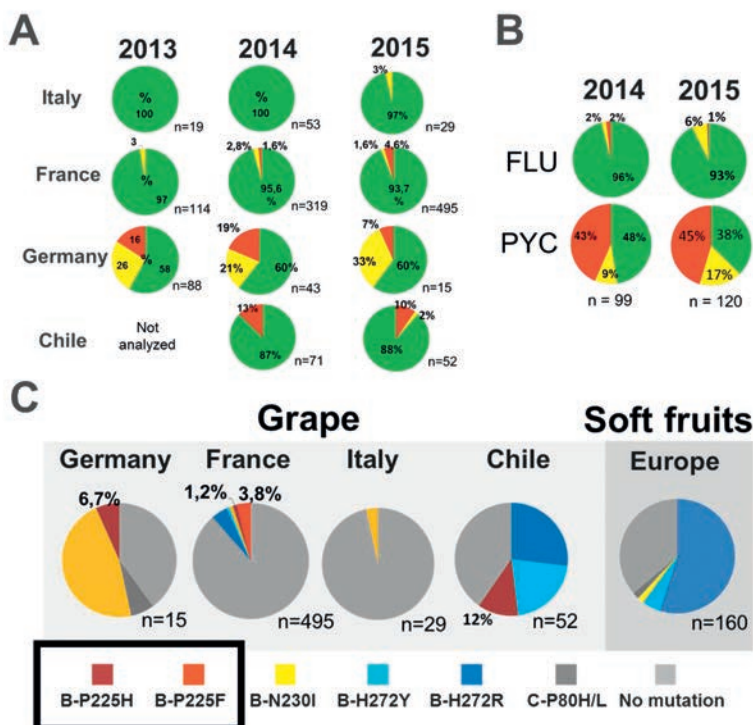 A
B
2013 2014 2015
2014 2015
Italy
%
100
n=19
%
100
n=53
3%
97%
n=29
France
3
%
97
n=114
2,8% 1,6%
95,6
%
n=319
1,6% 4,6%
93,7
%
n=495
Germany
16
%
26
58
n=88
19%
21%
60%
n=43
7%
33%
60%
n=15
Chile
Not
analyzed
13%
87%
n=71
10%
2%
88%
n=52
FLU
2% 2%
96%
6% 1%
93%
PYC
43% 48%
9%
45% 38%
17%
n = 99
n = 120
C
Grape Soft fruits
Germany France Italy Chile Europe
6,7%
n=15
1,2% 3,8%
n=495
n=29
12%
n=52
n=160
B-P225H B-P225F B-N230I B-H272Y B-H272R C-P80H/L No mutation